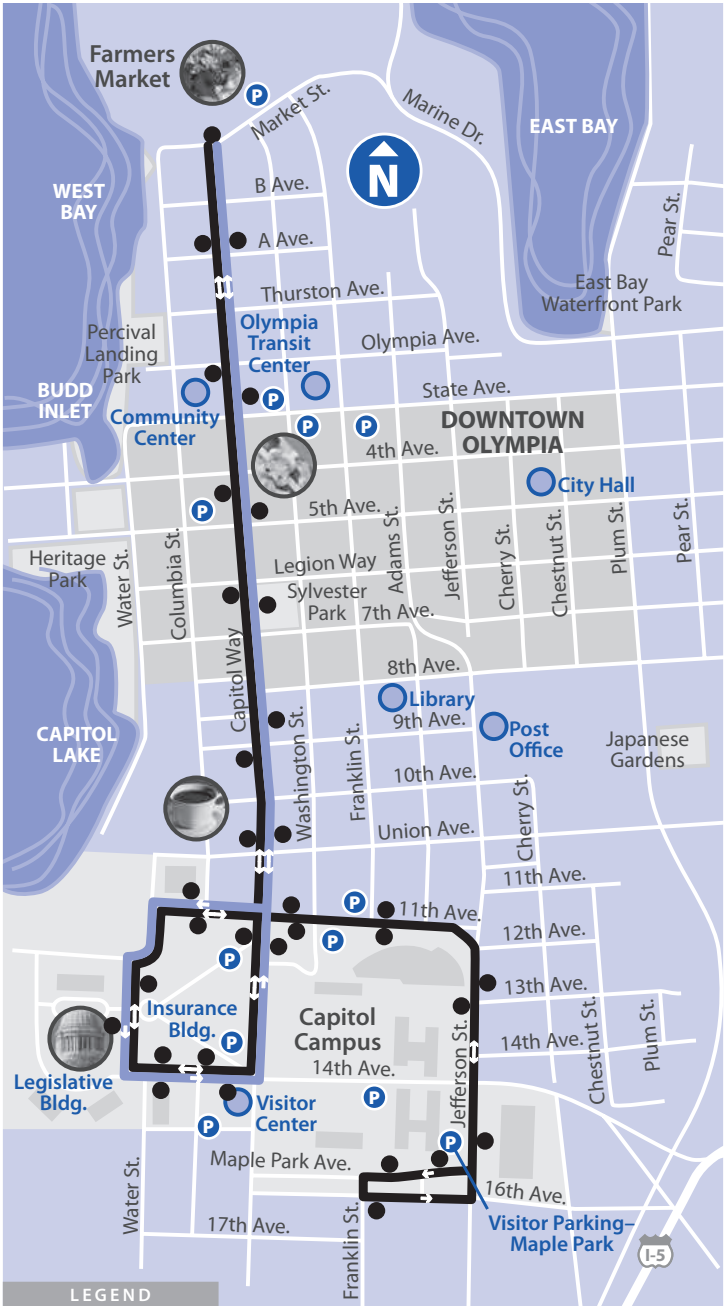 Farmers
Market
P
Market St.
Marine Dr.
EAST BAY
N
WEST
BAY
B Ave.
A Ave.
Pear St.
Thurston Ave.
East Bay
Waterfront Park
Percival
Landing
Park
Olympia
Transit
Center
Olympia Ave.
BUDD
INLET
Community
Center
P
State Ave.
P
P
DOWNTOWN
OLYMPIA
4th Ave.
City Hall
P
5th Ave.
Adams St.
Jefferson St.
Cherry St.
Chestnut St.
Plum St.
Pear St.
Heritage
Park
Water St.
Columbia St.
Legion Way
Sylvester
Park
7th Ave.
Capitol Way
8th Ave.
Library
9th Ave.
Post
Office
CAPITOL
LAKE
Washington St.
Franklin St.
Japanese
Gardens
10th Ave.
Cherry St.
Union Ave.
11th Ave.
P
11th Ave.
P
12th Ave.
P
13th Ave.
Insurance
Bldg.
P
Capitol
Campus
Jefferson St.
Chestnut St.
Plum St.
14th Ave.
14th Ave.
Legislative
Bldg.
P
Visitor
Center
P
P
Water St.
Maple Park Ave.
16th Ave.
Franklin St.
17th Ave.
Visitor Parking–
Maple Park
I-5
LEGEND